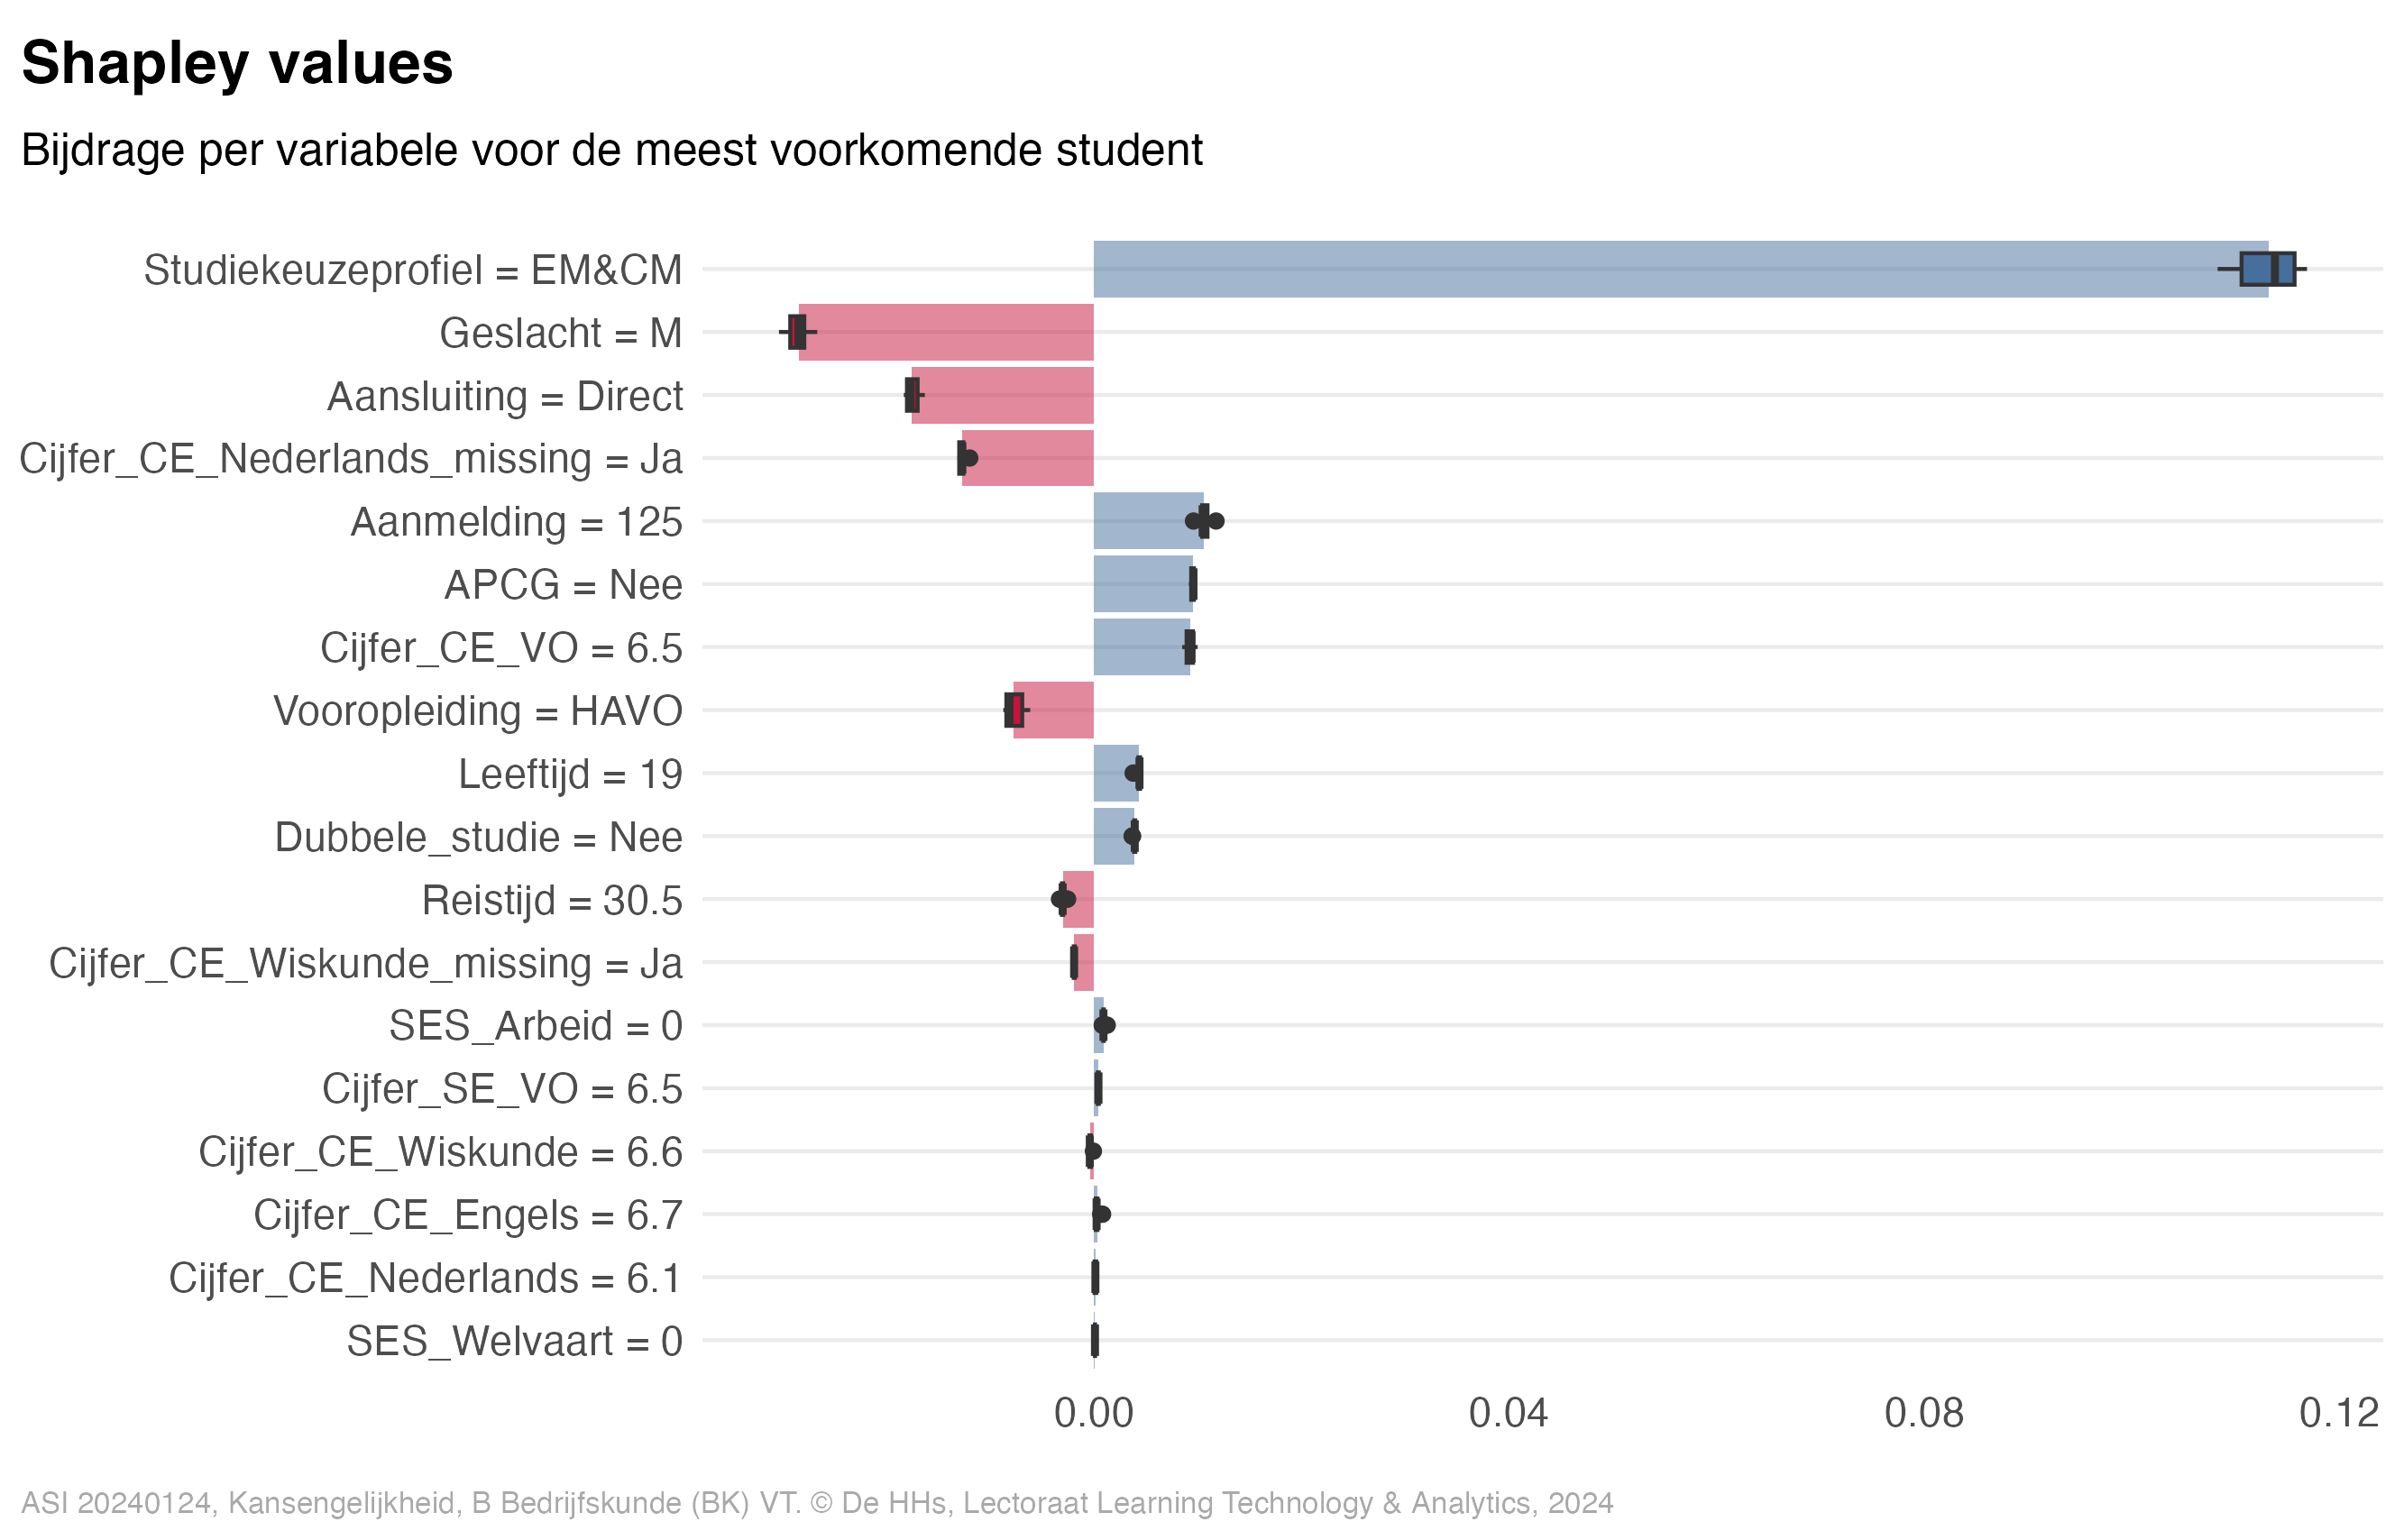 Shapley values
Bijdrage per variabele voor de meest voorkomende student
Studiekeuzeprofiel = EM&CM
Geslacht = M
Aansluiting = Direct
Cijfer_CE_Nederlands_missing = Ja
Aanmelding = 125
APCG = Nee
Cijfer_CE_VO = 6.5
Vooropleiding = HAVO
Leeftijd = 19
Dubbele_studie = Nee
Reistijd = 30.5
Cijfer_CE_Wiskunde_missing = Ja
SES_Arbeid = 0
Cijfer_SE_VO = 6.5
Cijfer_CE_Wiskunde = 6.6
Cijfer_CE_Engels = 6.7
Cijfer_CE_Nederlands = 6.1
SES_Welvaart = 0
0.00 0.04 0.08 0.12
ASI 20240124, Kansengelijkheid, B Bedrijfskunde (BK) VT. © De HHs, Lectoraat Learning Technology & Analytics, 2024